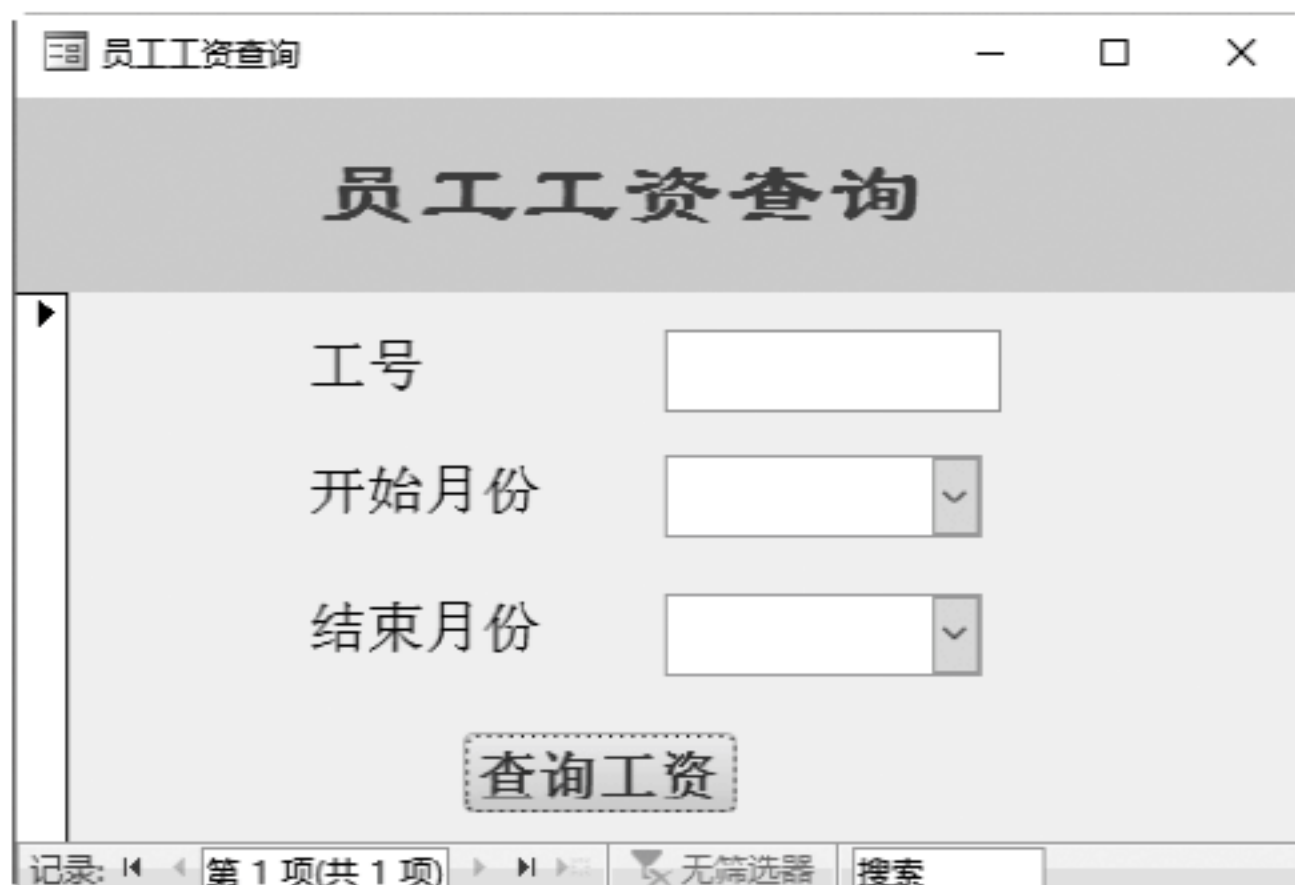 员工工资查询
员工工资查询
工号
开始月份
结束月份
查询工资
记录: 第 1 项(共 1 项) 无筛选器 搜索